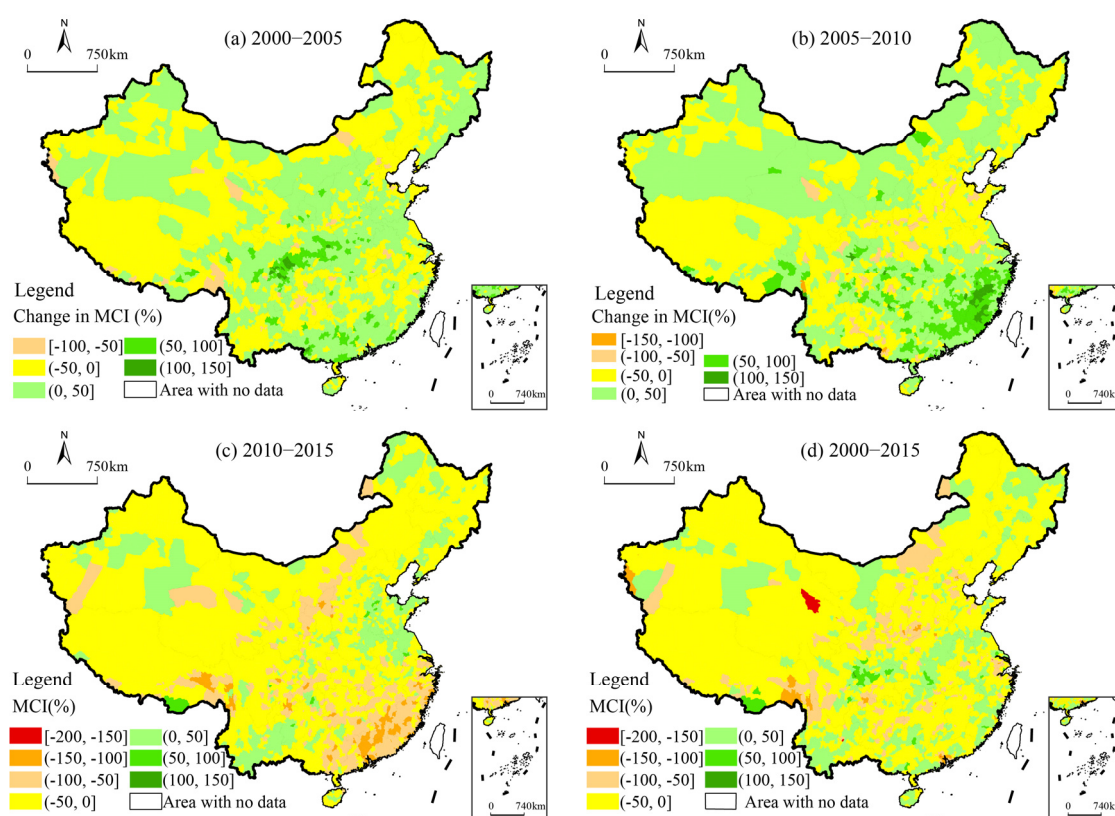 (a) 2000−2005
N
0 750km
Legend
Change in MCI (%)
[-100, -50] (50, 100]
(-50, 0] (100, 150]
(0, 50] Area with no data
0 740km
(b) 2005−2010
N
0 750km
Legend
Change in MCI(%)
[-150, -100]
(-100, -50] (50, 100]
(-50, 0] (100, 150]
(0, 50] Area with no data
0 740k
(c) 2010−2015
N
0 750km
Legend
MCI(%)
[-200, -150] (0, 50]
(-150, -100] (50, 100]
(-100, -50] (100, 150]
(-50, 0] Area with no data
0 740km
(d) 2000−2015
N
0 750km
Legend
MCI(%)
[-200, -150] (0, 50]
(-150, -100] (50, 100]
(-100, -50] (100, 150]
(-50, 0] Area with no data
0 740km